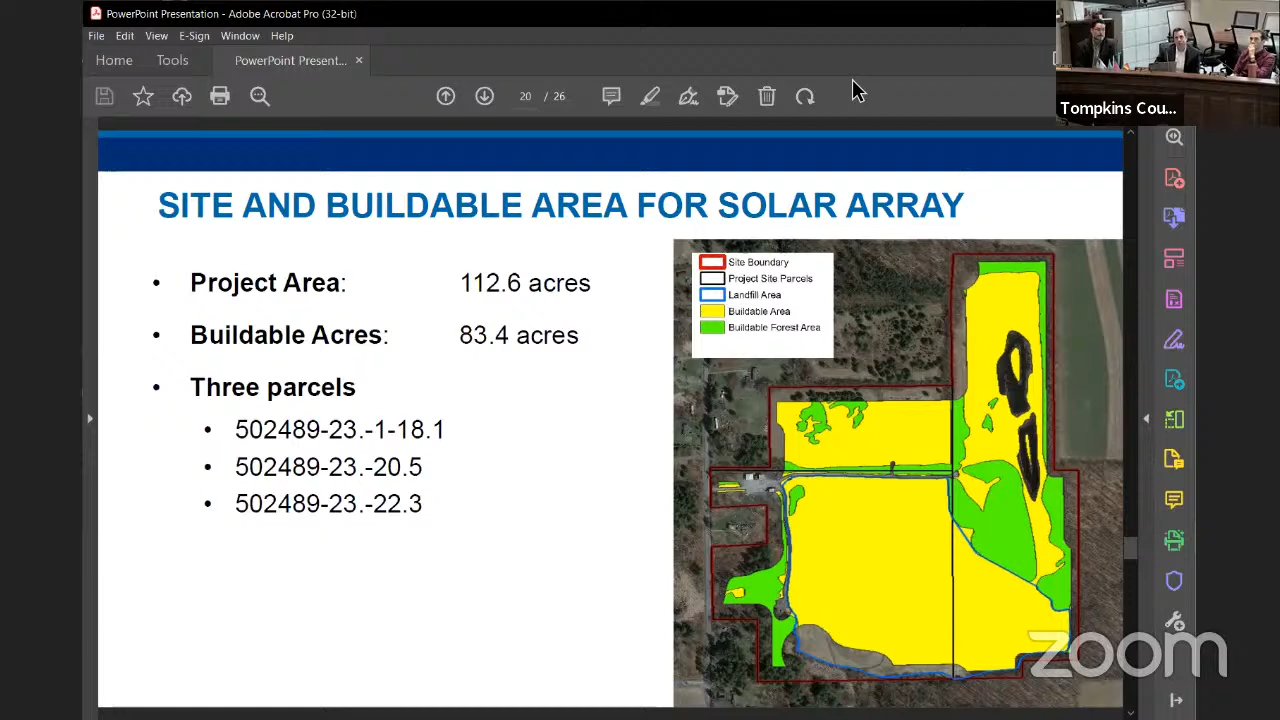 PowerPoint Presentation - Adobe Acrobat Pro (32-bit)
File Edit View E-Sign Window Help
Home Tools PowerPoint Present... ×
20 / 26
Tompkins Cou...
SITE AND BUILDABLE AREA FOR SOLAR ARRAY
• Project Area: 112.6 acres
• Buildable Acres: 83.4 acres
• Three parcels
• 502489-23.-1-18.1
• 502489-23.-20.5
• 502489-23.-22.3
Site Boundary
Project Site Parcels
Landfill Area
Buildable Area
Buildable Forest Area
zoom